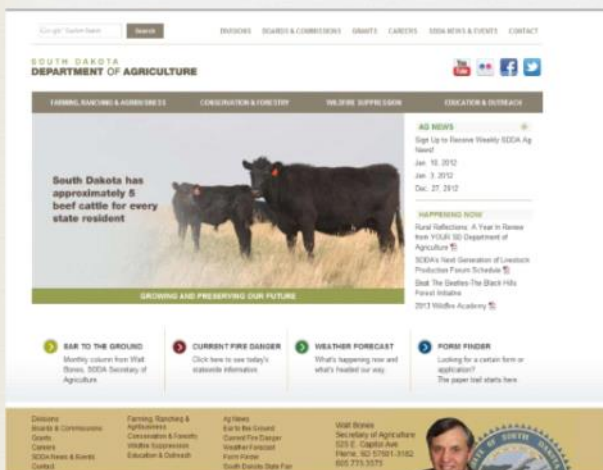 Search
DIVISIONS BOARDS & COMMISSIONS GRANTS CAREERS SDDA NEWS & EVENTS CONTACT
SOUTH DAKOTA
DEPARTMENT OF AGRICULTURE
You Tube
FARMING, RANCHING & AGRIBUSINESS CONSERVATION & FORESTRY WILDFIRE SUPPRESSION EDUCATION & OUTREACH
South Dakota has
approximately 5
beef cattle for every
state resident
GROWING AND PRESERVING OUR FUTURE
AG NEWS
Sign Up to Receive Weekly SDDA Ag
News!
Jan. 10, 2012
Jan. 3, 2012
Dec. 27, 2012
HAPPENING NOW
Rural Reflections: A Year In Review
from YOUR SD Department of
Agriculture
SDDA's Next Generation of Livestock
Production Forum Schedule
Beat The Beetles-The Black Hills
Forest Initiative
2013 Wildfire Academy
EAR TO THE GROUND
Monthly column from Walt
Bones, SDDA Secretary of
Agriculture.
CURRENT FIRE DANGER
Click here to see today's
statewide information.
WEATHER FORECAST
What's happening now and
what's headed our way.
FORM FINDER
Looking for a certain form or
application?
The paper trail starts here.
Divisions
Boards & Commissions
Grants
Careers
SDDA News & Events
Contact
Farming, Ranching &
Agribusiness
Conservation & Forestry
Wildfire Suppression
Education & Outreach
Ag News
Ear to the Ground
Current Fire Danger
Weather Forecast
Form Finder
South Dakota State Fair
Walt Bones
Secretary of Agriculture
523 E. Capitol Ave
Pierre, SD 57501-3182
605.773.3375